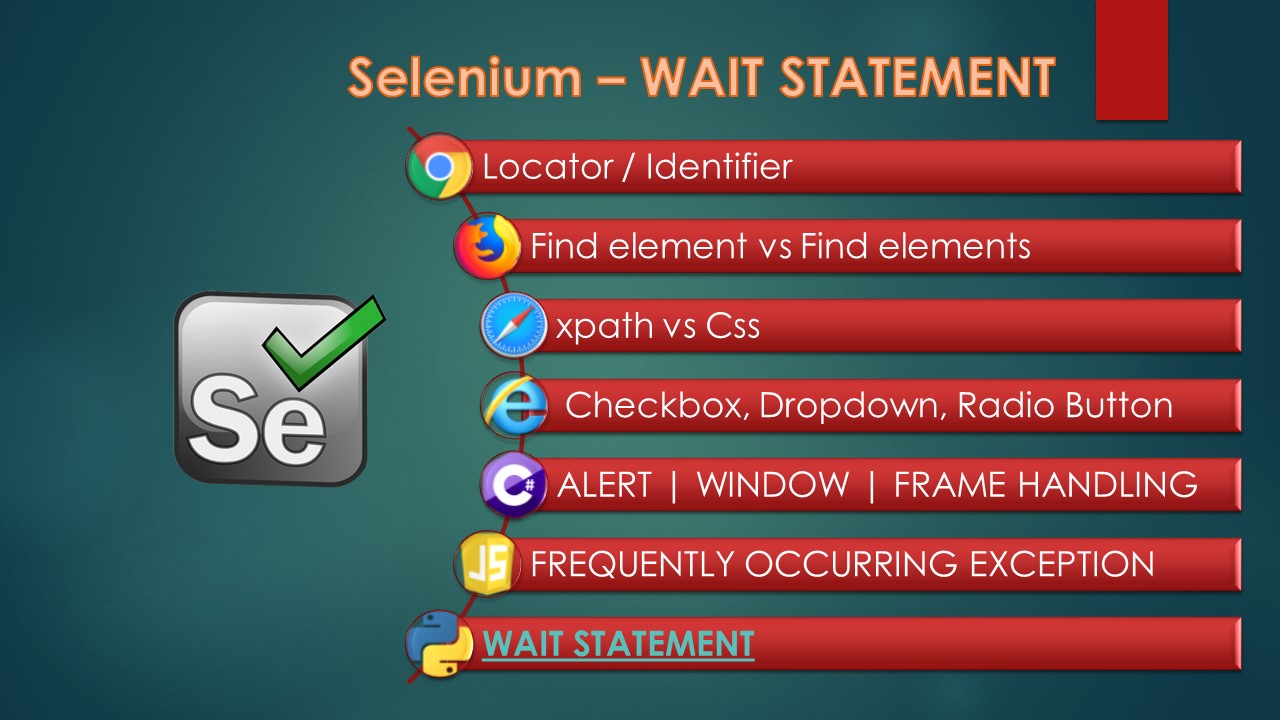 Selenium – WAIT STATEMENT
Locator / Identifier
Find element vs Find elements
xpath vs Css
Checkbox, Dropdown, Radio Button
ALERT | WINDOW | FRAME HANDLING
FREQUENTLY OCCURRING EXCEPTION
WAIT STATEMENT
Se
C#
JS